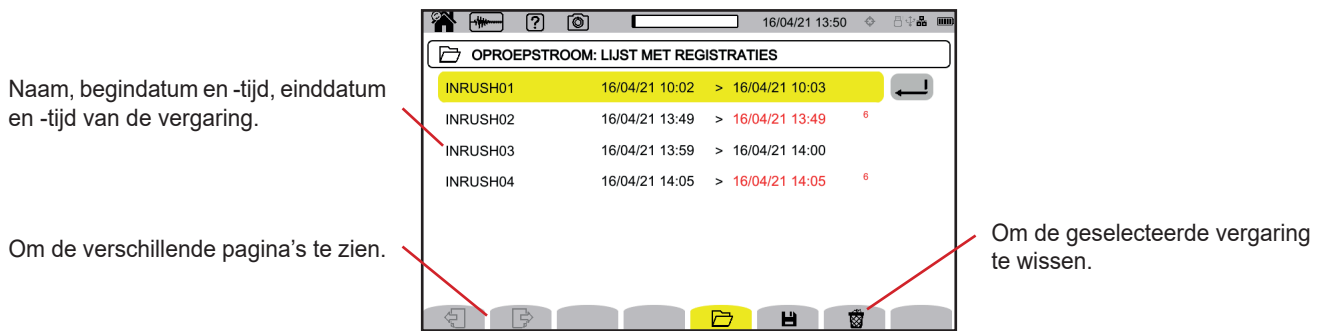 16/04/21 13:50
OPROEPSTROOM: LIJST MET REGISTRATIES
Naam, begindatum en -tijd, einddatum
en -tijd van de vergaring.
INRUSH01 16/04/21 10:02 > 16/04/21 10:03
INRUSH02 16/04/21 13:49 > 16/04/21 13:49 6
INRUSH03 16/04/21 13:59 > 16/04/21 14:00
INRUSH04 16/04/21 14:05 > 16/04/21 14:05 6
Om de verschillende pagina’s te zien.
Om de geselecteerde vergaring
te wissen.